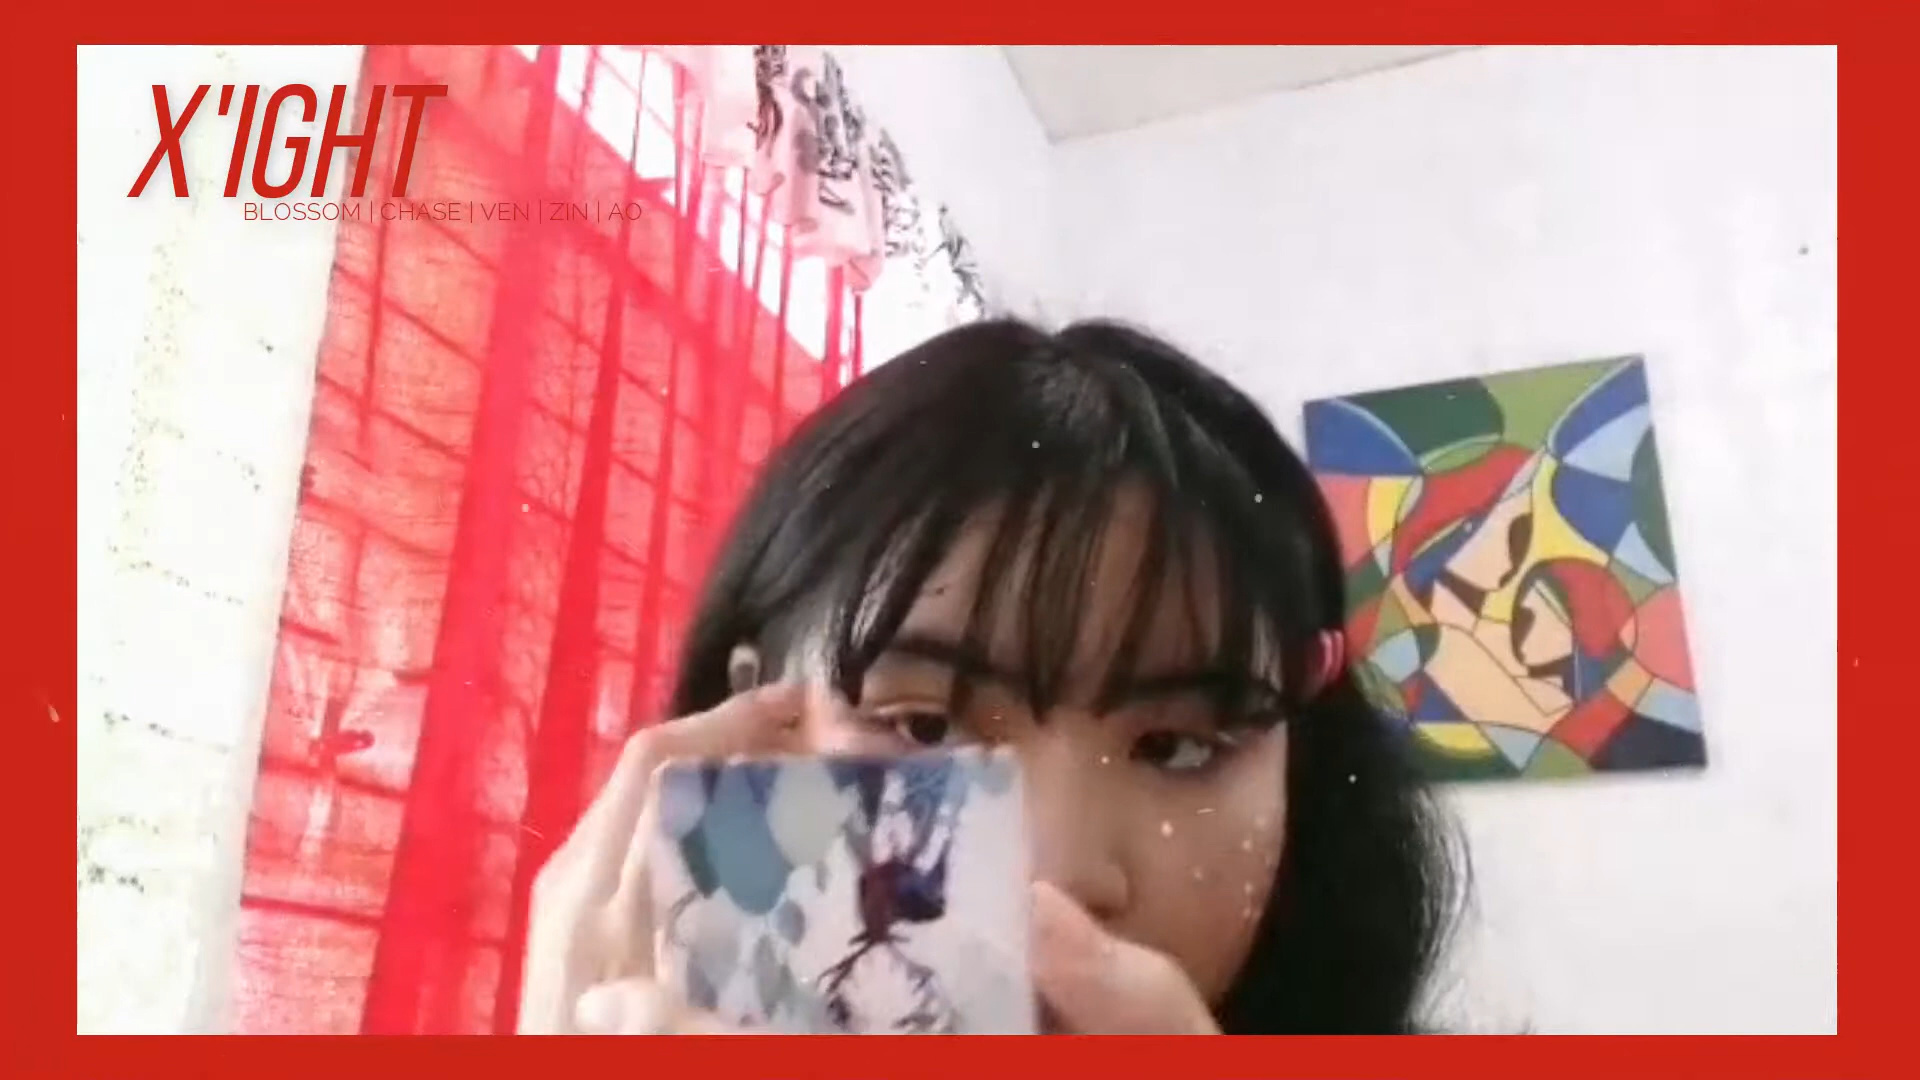 X'IGHT
BLOSSOM | CHASE | VEN | ZIN | AO